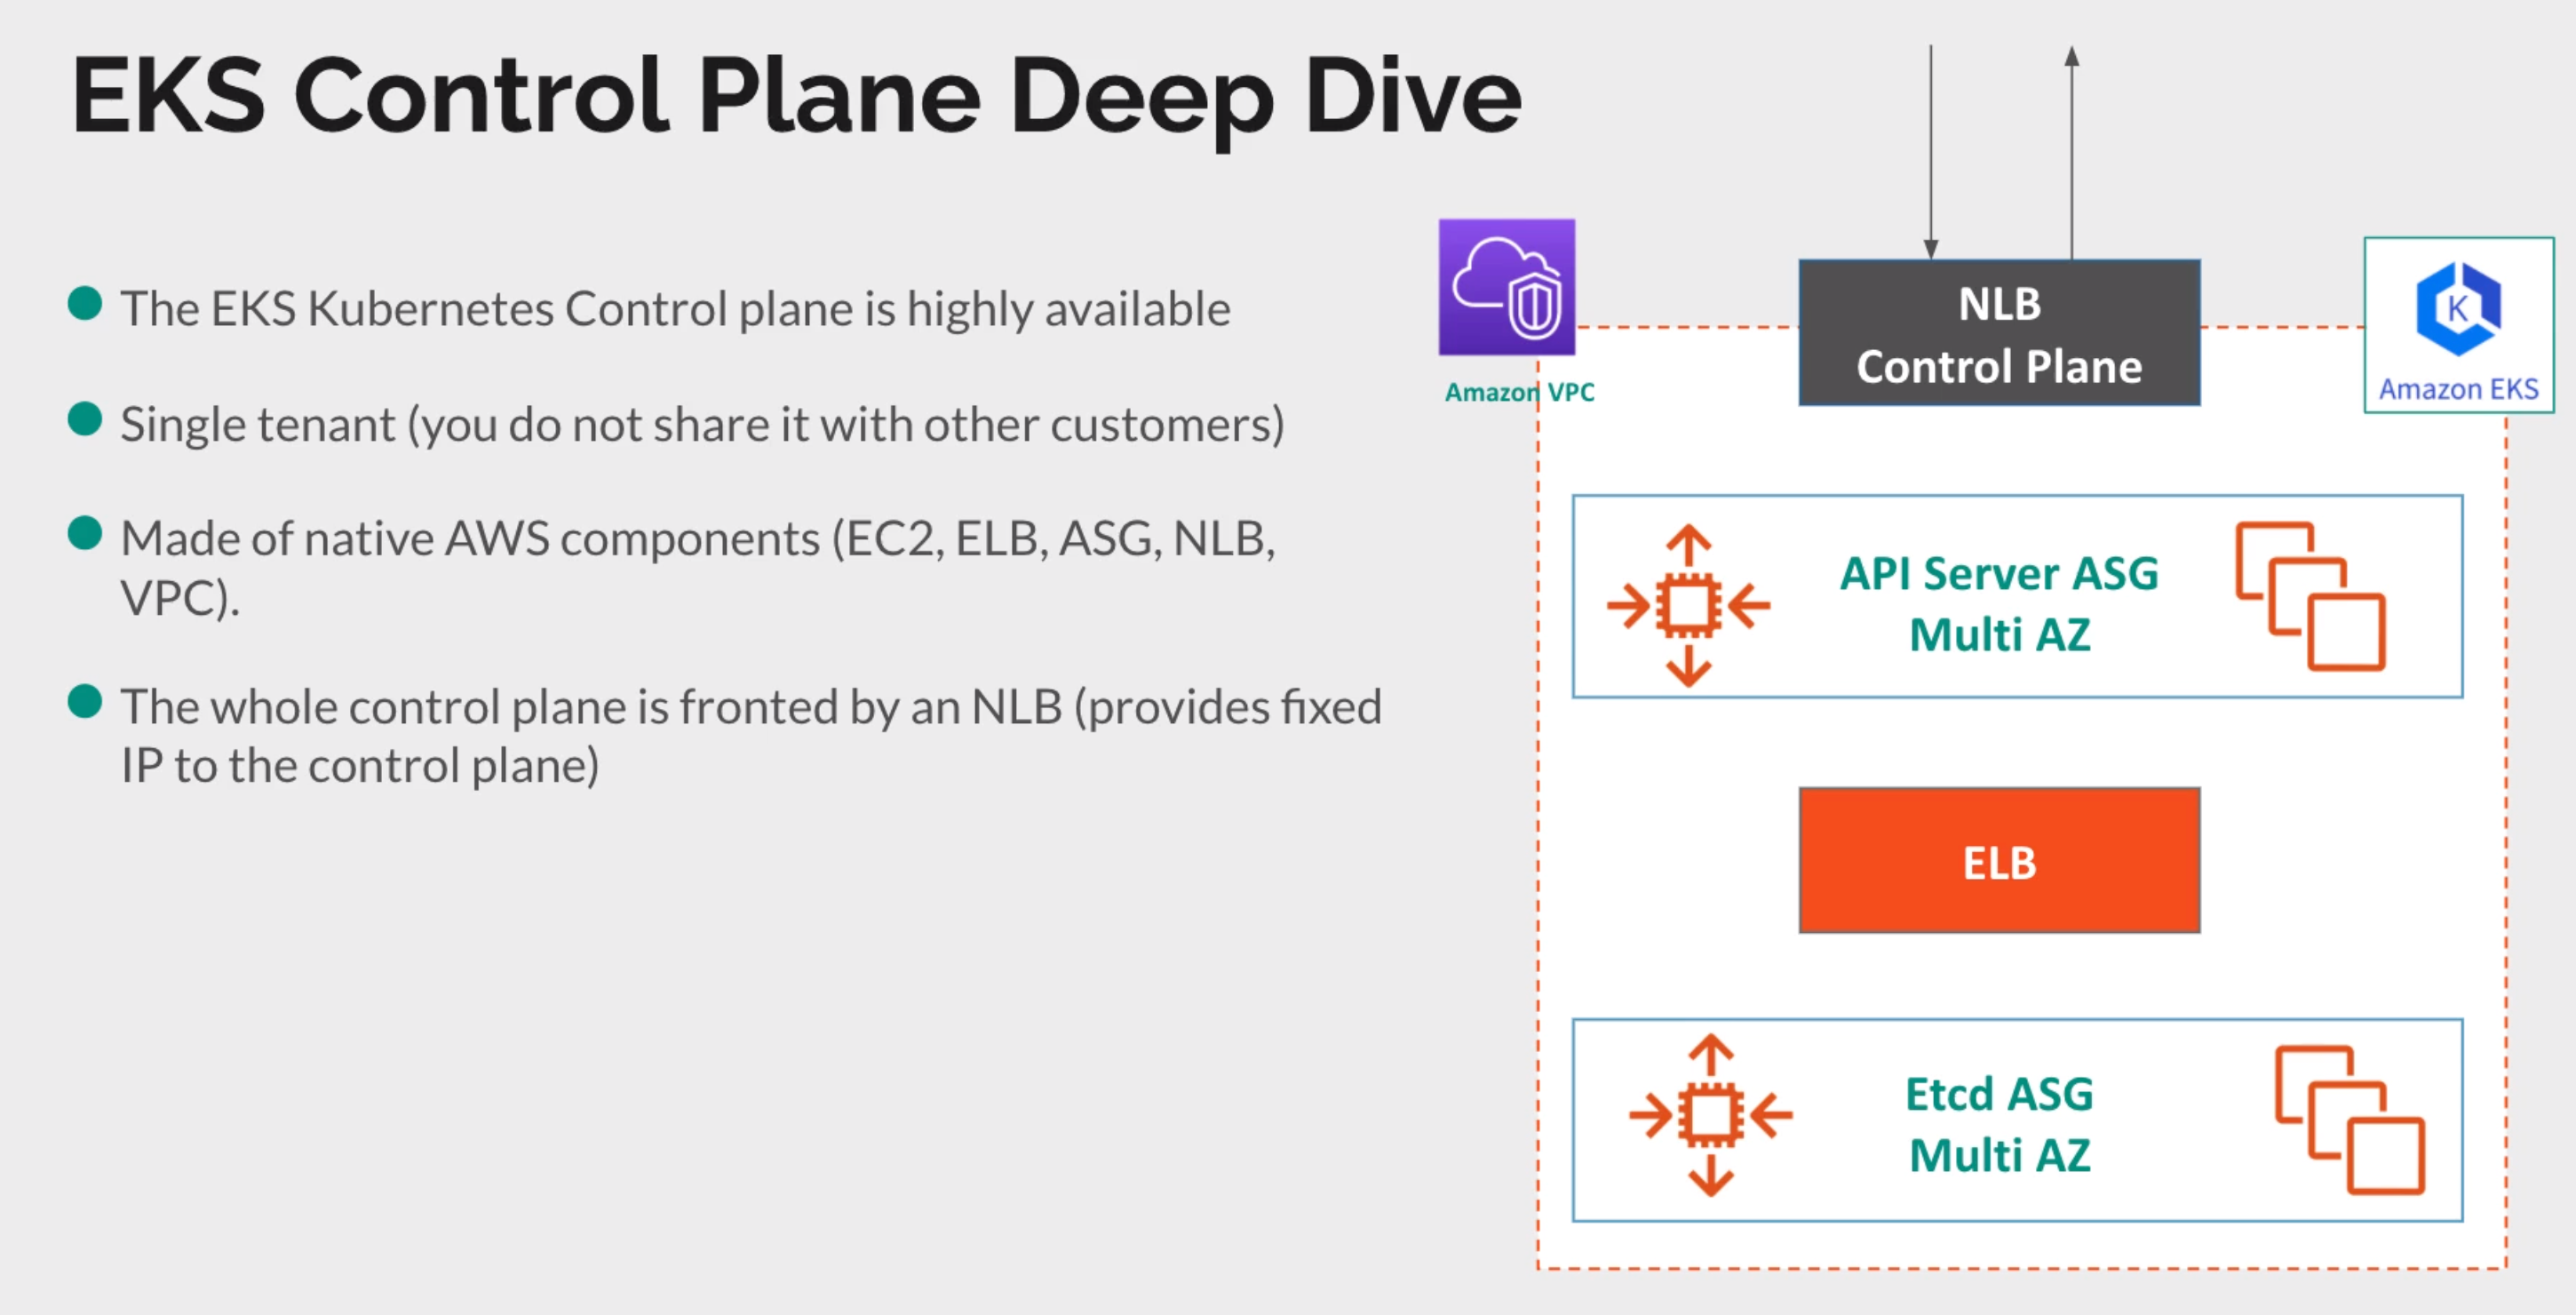 EKS Control Plane Deep Dive
The EKS Kubernetes Control plane is highly available
Single tenant (you do not share it with other customers)
Made of native AWS components (EC2, ELB, ASG, NLB,
VPC).
The whole control plane is fronted by an NLB (provides fixed
IP to the control plane)
Amazon VPC
NLB
Control Plane
K
Amazon EKS
API Server ASG
Multi AZ
ELB
Etcd ASG
Multi AZ